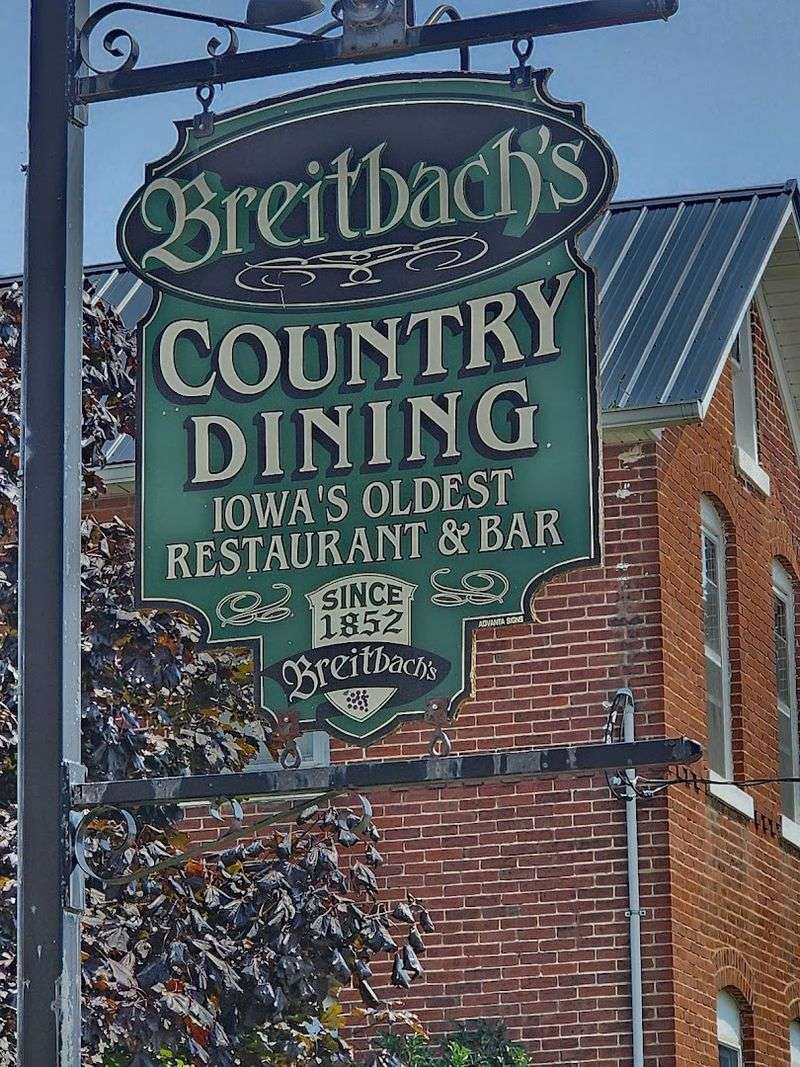 Breitbach's
COUNTRY
DINING
IOWA'S OLDEST
RESTAURANT & BAR
SINCE
1852
ADVANTA SIGNS
Breitbach's